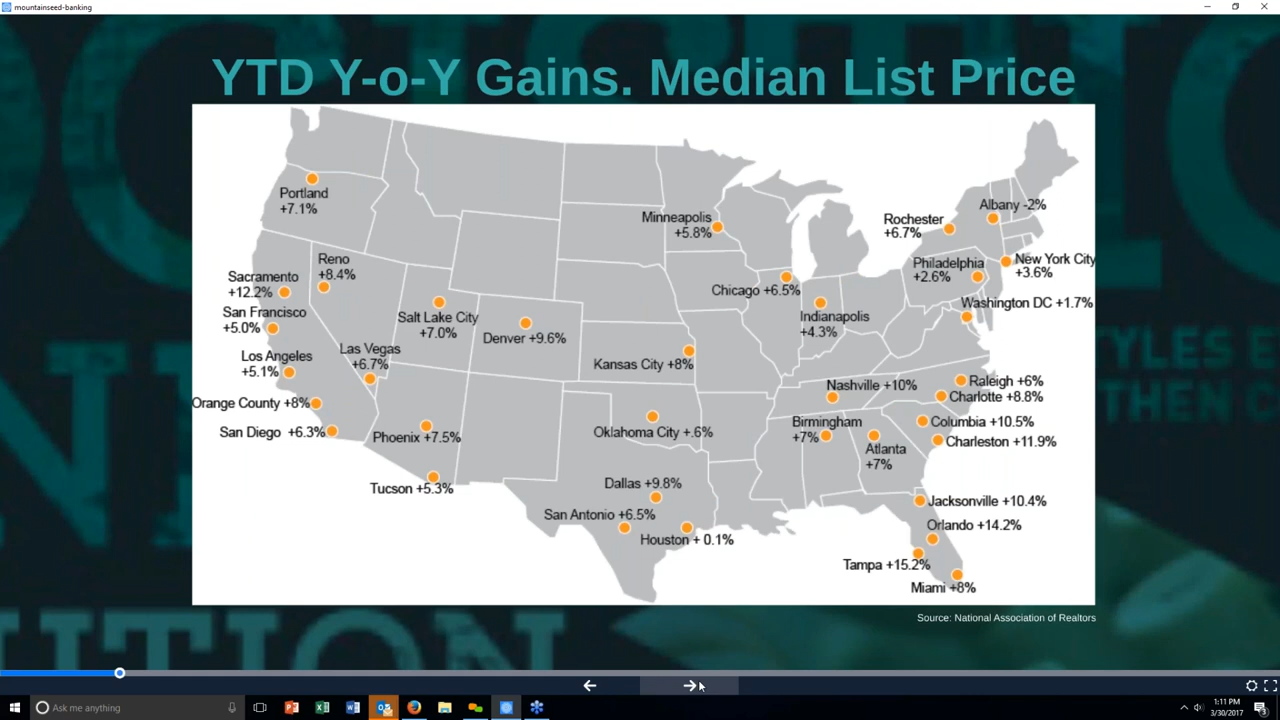 mountainseed-banking
YTD Y-o-Y Gains. Median List Price
Portland
+7.1%
Minneapolis
+5.8%
Rochester
+6.7%
Albany -2%
Reno
+8.4%
Sacramento
+12.2%
San Francisco
+5.0%
Salt Lake City
+7.0%
Denver +9.6%
Chicago +6.5%
Indianapolis
+4.3%
Philadelphia
+2.6%
New York City
+3.6%
Washington DC +1.7%
Los Angeles
+5.1%
Las Vegas
+6.7%
Kansas City +8%
Orange County +8%
San Diego +6.3%
Phoenix +7.5%
Tucson +5.3%
Oklahoma City +.6%
Nashville +10%
Raleigh +6%
Charlotte +8.8%
Birmingham
+7%
Atlanta
+7%
Columbia +10.5%
Charleston +11.9%
Dallas +9.8%
San Antonio +6.5%
Houston + 0.1%
Jacksonville +10.4%
Orlando +14.2%
Tampa +15.2%
Miami +8%
Source: National Association of Realtors
TYLES E
THEN C
UTION
Ask me anything
1:11 PM
3/30/2017